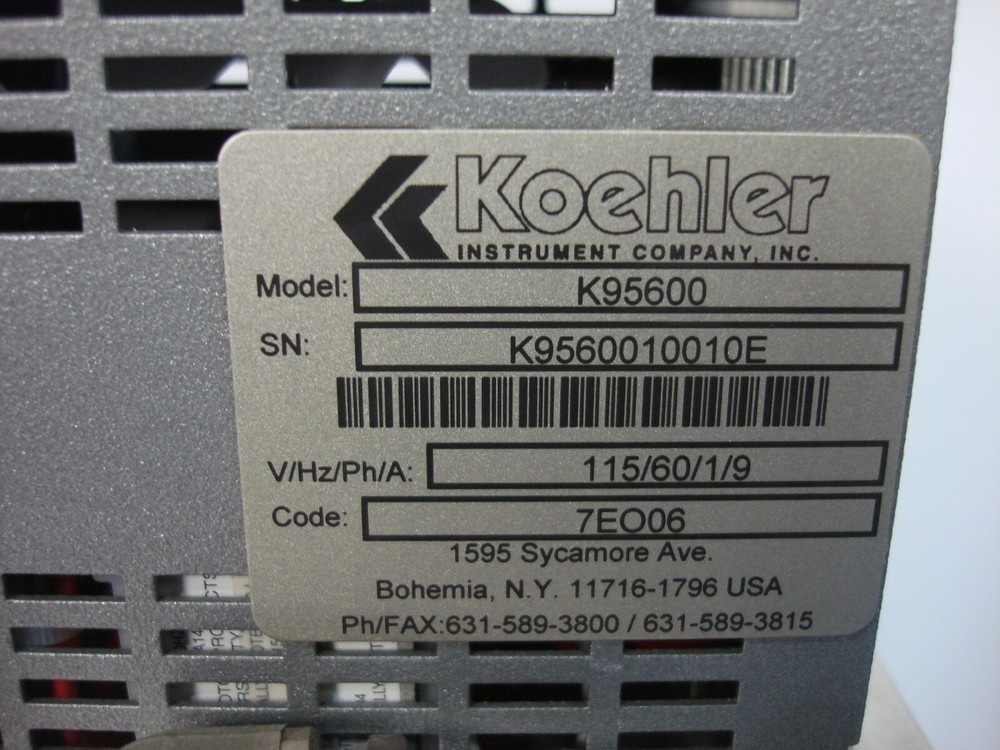 Koehler
INSTRUMENT COMPANY, INC.
Model: K95600
SN: K9560010010E
V/Hz/Ph/A: 115/60/1/9
Code: 7EO06
1595 Sycamore Ave.
Bohemia, N.Y. 11716-1796 USA
Ph/FAX:631-589-3800 / 631-589-3815